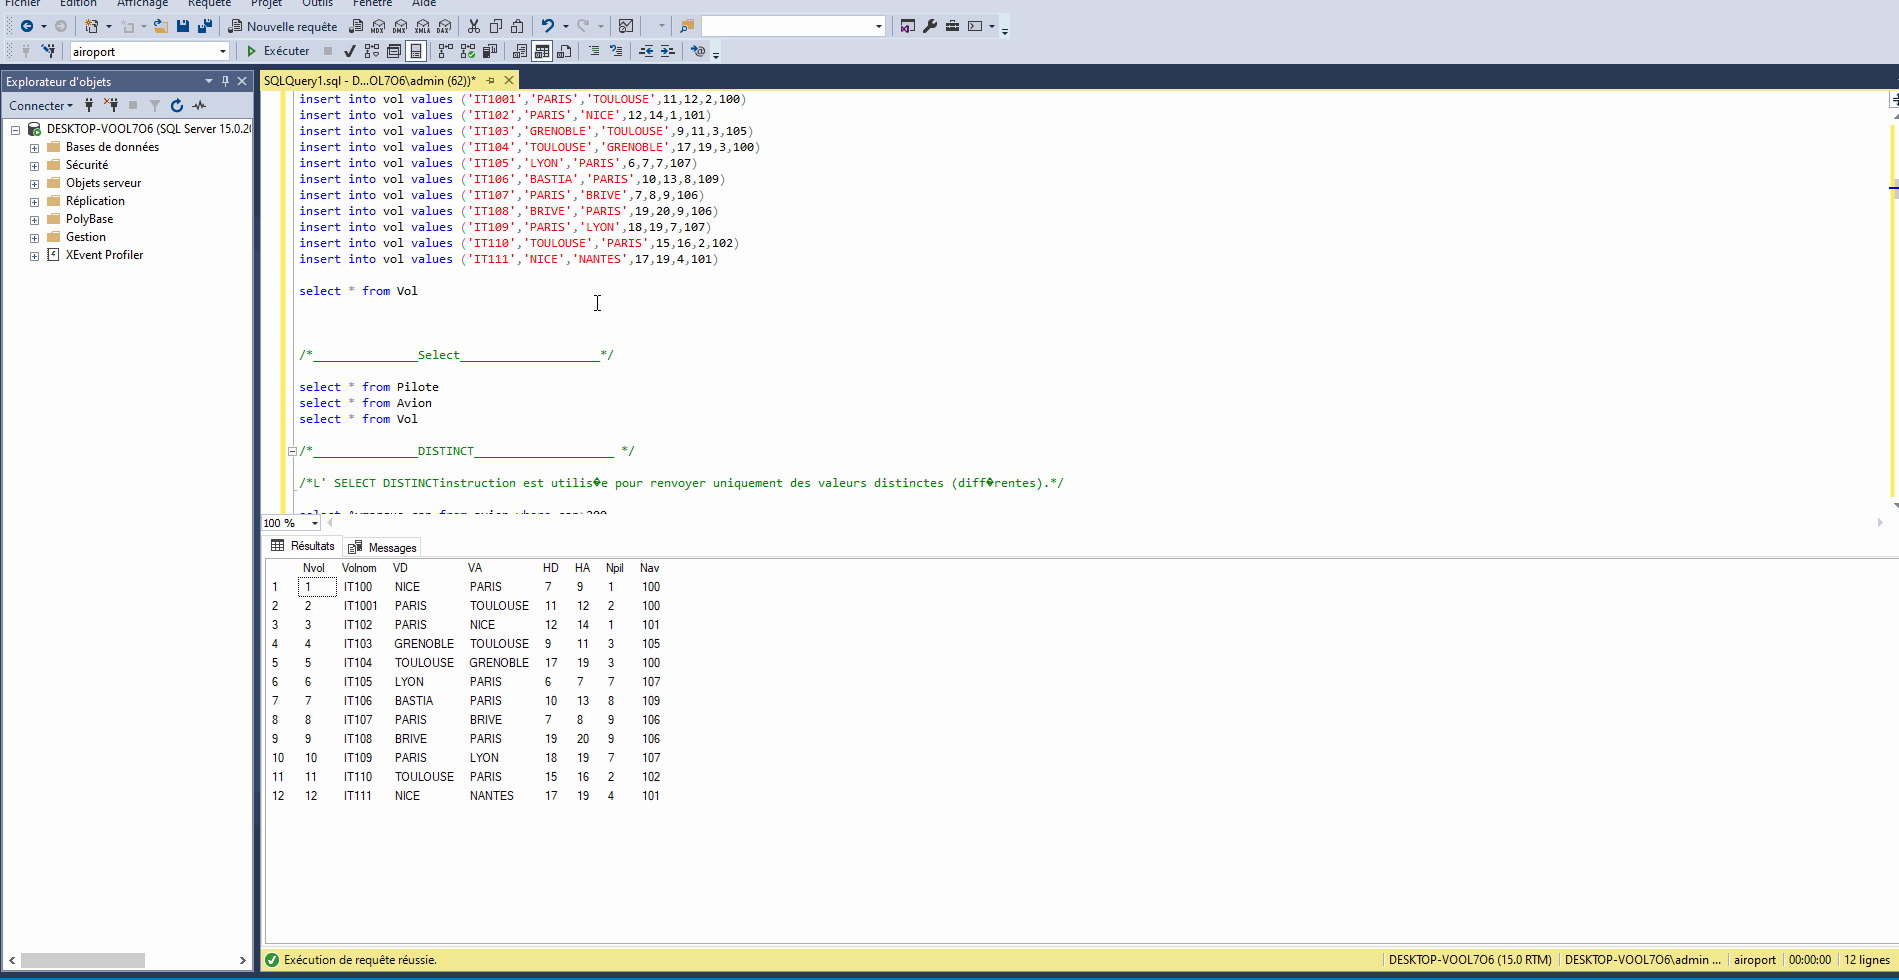 Fichier Edition Affichage Requête Projet Outils Fenêtre Aide
Nouvelle requête MDX DMX XMLA DAX
airoport Exécuter
Explorateur d'objets
Connecter
DESKTOP-VOOL7O6 (SQL Server 15.0.20
Bases de données
Sécurité
Objets serveur
Réplication
PolyBase
Gestion
XEvent Profiler
SQLQuery1.sql - D...OL7O6\admin (62))*
insert into vol values ('IT1001','PARIS','TOULOUSE',11,12,2,100)
insert into vol values ('IT102','PARIS','NICE',12,14,1,101)
insert into vol values ('IT103','GRENOBLE','TOULOUSE',9,11,3,105)
insert into vol values ('IT104','TOULOUSE','GRENOBLE',17,19,3,100)
insert into vol values ('IT105','LYON','PARIS',6,7,7,107)
insert into vol values ('IT106','BASTIA','PARIS',10,13,8,109)
insert into vol values ('IT107','PARIS','BRIVE',7,8,9,106)
insert into vol values ('IT108','BRIVE','PARIS',19,20,9,106)
insert into vol values ('IT109','PARIS','LYON',18,19,7,107)
insert into vol values ('IT110','TOULOUSE','PARIS',15,16,2,102)
insert into vol values ('IT111','NICE','NANTES',17,19,4,101)
select * from Vol
/*_______________Select____________________*/
select * from Pilote
select * from Avion
select * from Vol
/*_______________DISTINCT____________________ */
/*L' SELECT DISTINCTinstruction est utilis�e pour renvoyer uniquement des valeurs distinctes (diff�rentes).*/
100 %
Résultats Messages
Nvol Volnom VD VA HD HA Npil Nav
1 1 IT100 NICE PARIS 7 9 1 100
2 2 IT1001 PARIS TOULOUSE 11 12 2 100
3 3 IT102 PARIS NICE 12 14 1 101
4 4 IT103 GRENOBLE TOULOUSE 9 11 3 105
5 5 IT104 TOULOUSE GRENOBLE 17 19 3 100
6 6 IT105 LYON PARIS 6 7 7 107
7 7 IT106 BASTIA PARIS 10 13 8 109
8 8 IT107 PARIS BRIVE 7 8 9 106
9 9 IT108 BRIVE PARIS 19 20 9 106
10 10 IT109 PARIS LYON 18 19 7 107
11 11 IT110 TOULOUSE PARIS 15 16 2 102
12 12 IT111 NICE NANTES 17 19 4 101
Exécution de requête réussie. DESKTOP-VOOL7O6 (15.0 RTM) DESKTOP-VOOL7O6\admin ... airoport 00:00:00 12 lignes